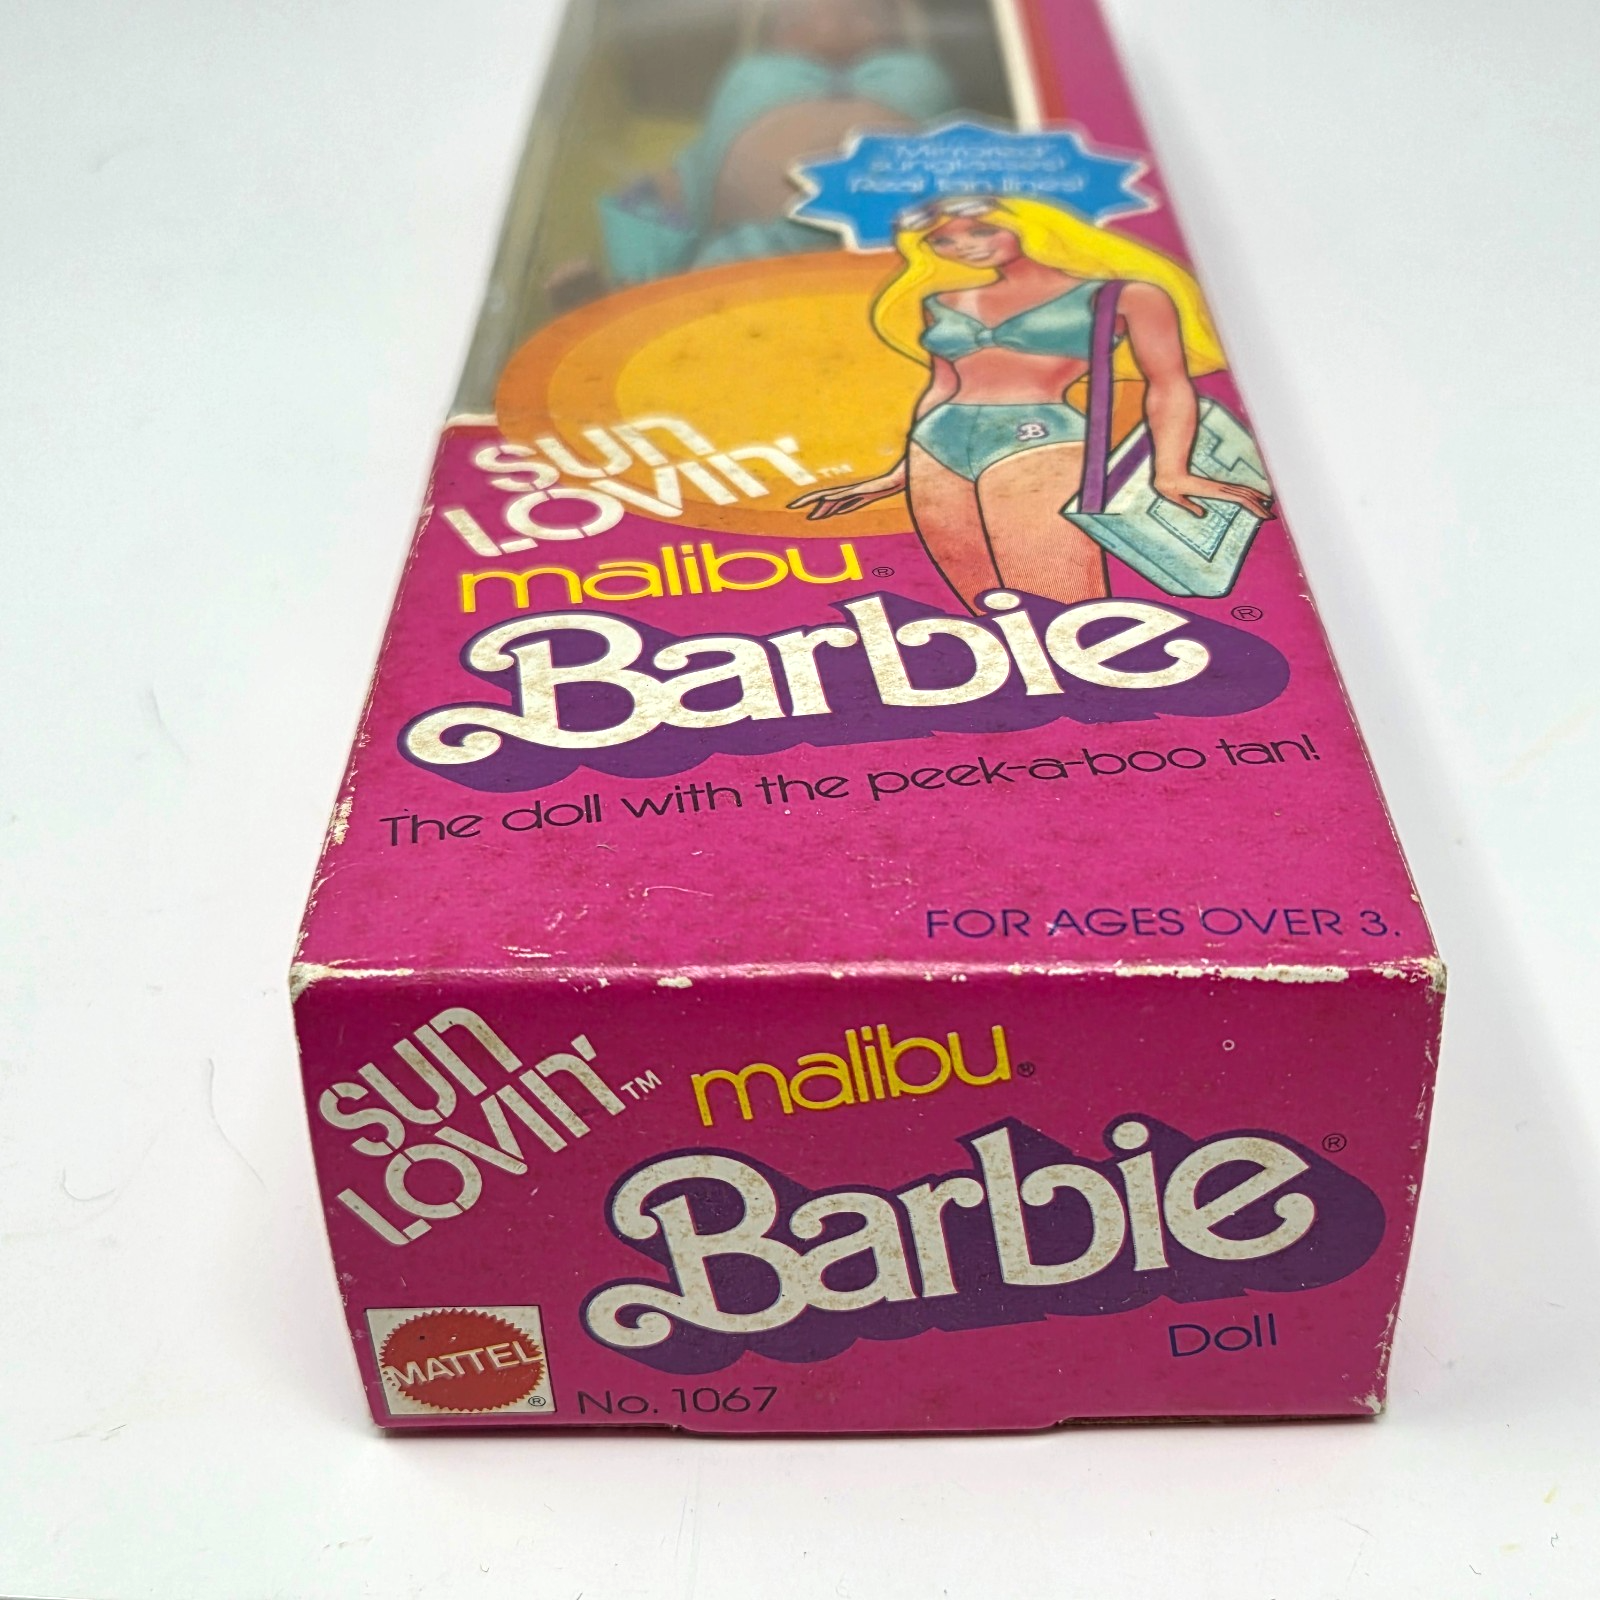 "Mirrored"
sunglasses!
Real tan lines!
SUN
LOVIN'™
malibu®
Barbie®
B
The doll with the peek-a-boo tan!
FOR AGES OVER 3.
SUN
LOVIN'™
malibu®
Barbie®
Doll
MATTEL®
No. 1067